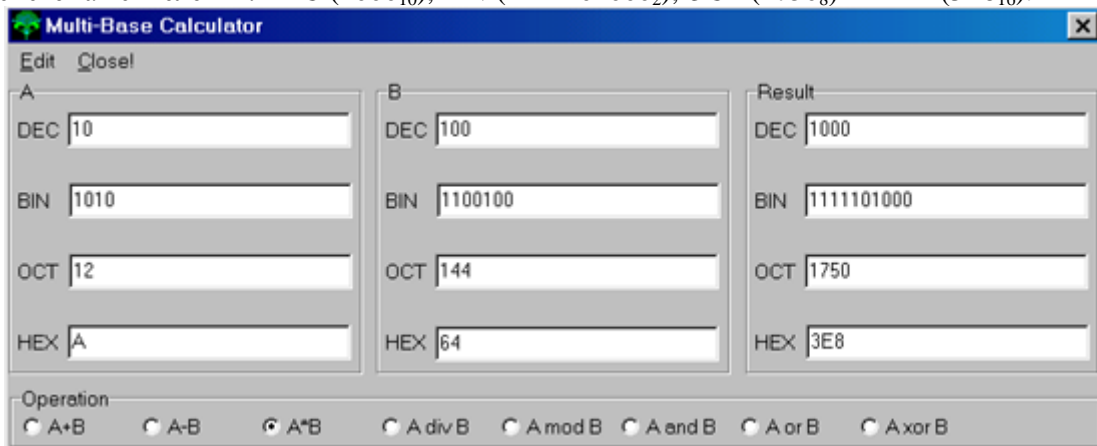 Multi-Base Calculator
Edit Close!
A B Result
DEC 10 DEC 100 DEC 1000
BIN 1010 BIN 1100100 BIN 1111101000
OCT 12 OCT 144 OCT 1750
HEX A HEX 64 HEX 3E8
Operation
A+B A-B A*B A div B A mod B A and B A or B A xor B